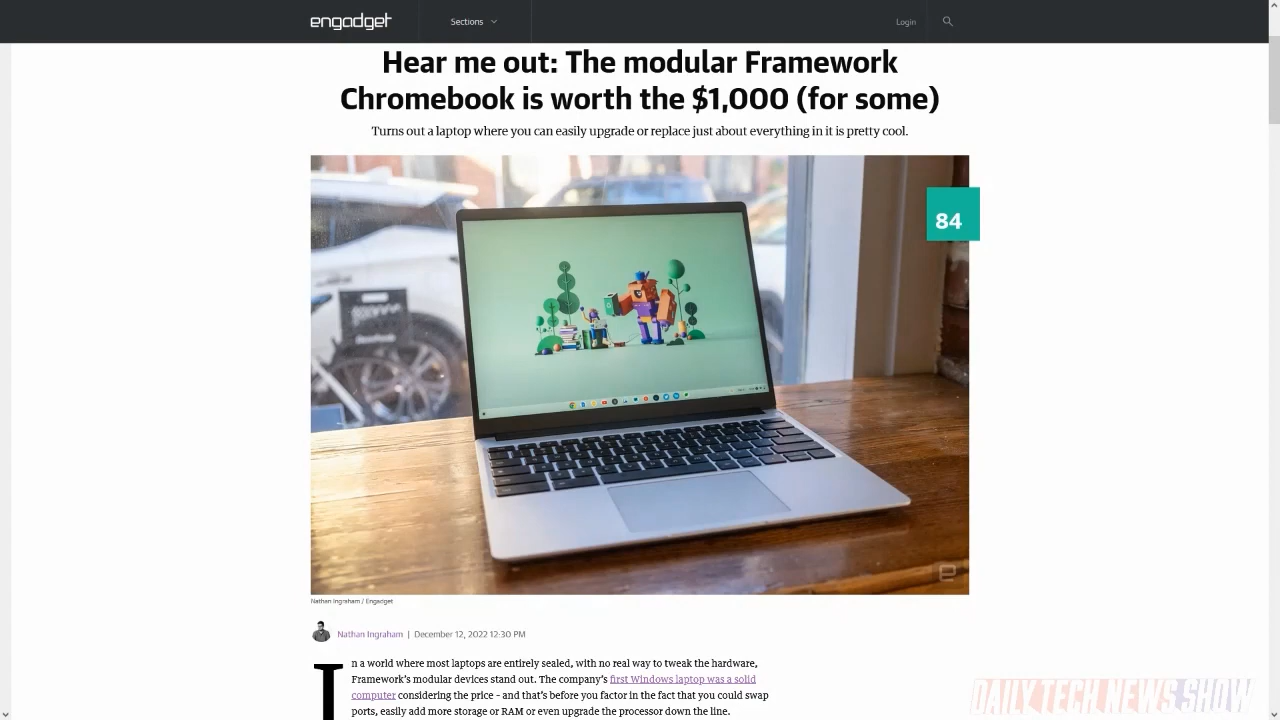 engadget
Sections
Login
Hear me out: The modular Framework
Chromebook is worth the $1,000 (for some)
Turns out a laptop where you can easily upgrade or replace just about everything in it is pretty cool.
84
Nathan Ingraham / Engadget
Nathan Ingraham | December 12, 2022 12:30 PM
In a world where most laptops are entirely sealed, with no real way to tweak the hardware,
Framework's modular devices stand out. The company's first Windows laptop was a solid
computer considering the price - and that's before you factor in the fact that you could swap
ports, easily add more storage or RAM or even upgrade the processor down the line.
DAILY TECH NEWS SHOW